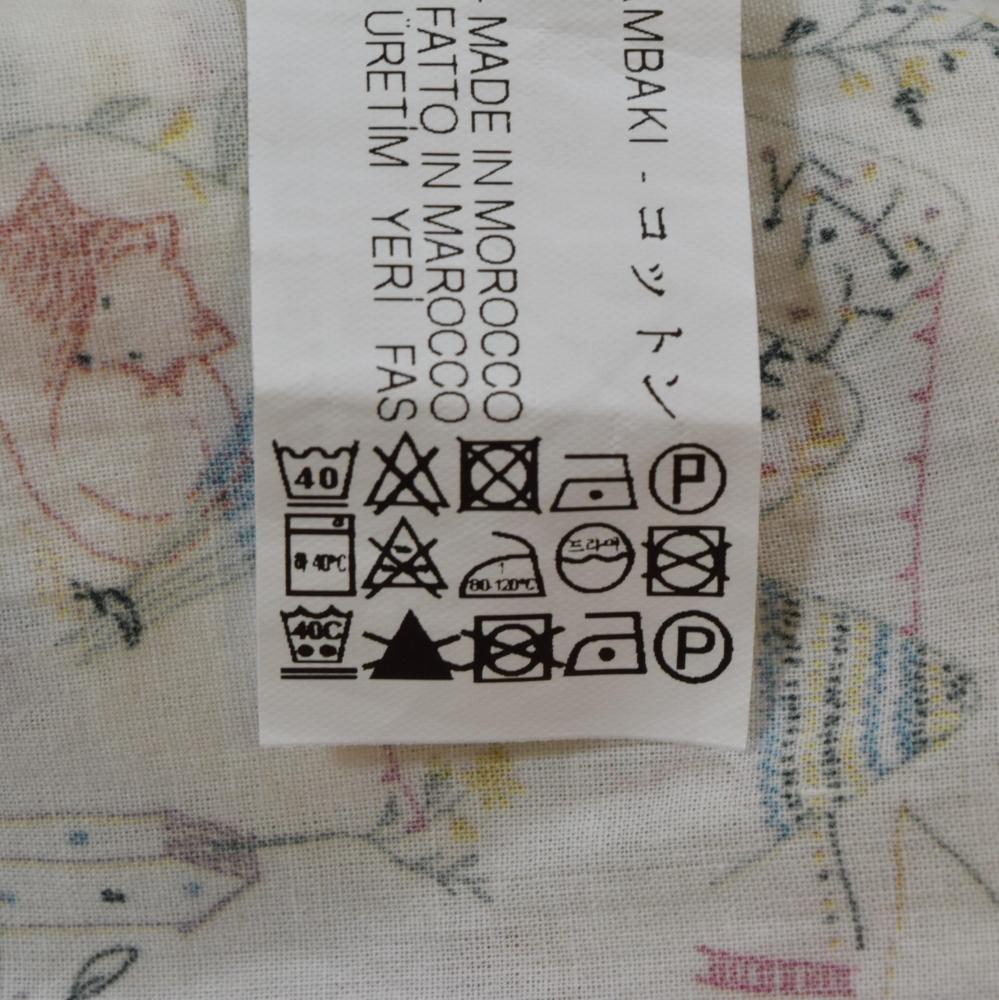 AMBAKI - コットン
- MADE IN MOROCCO
FATTO IN MAROCCO
ÜRETİM YERİ FAS
40 P
40°C 80-120°C 드라이
40C P